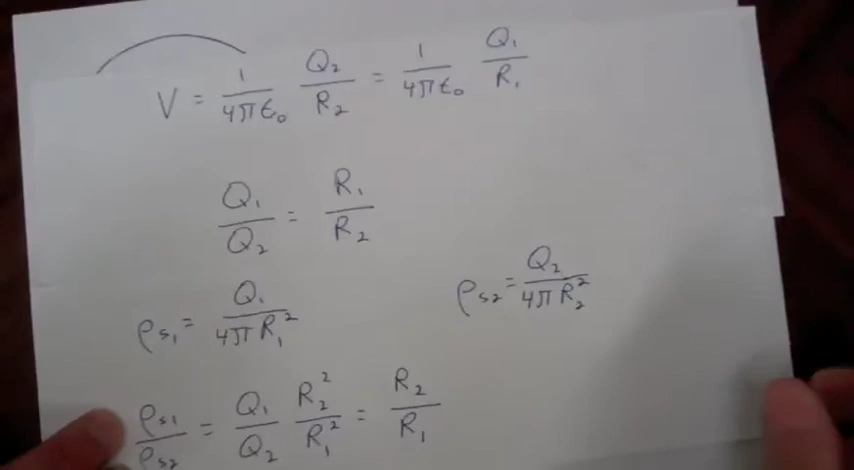 V = 1/4πε₀ Q₂/R₂ = 1/4πε₀ Q₁/R₁
Q₁/Q₂ = R₁/R₂
ρs₁ = Q₁/4πR₁² ρs₂ = Q₂/4πR₂²
ρs₁/ρs₂ = Q₁/Q₂ R₂²/R₁² = R₂/R₁